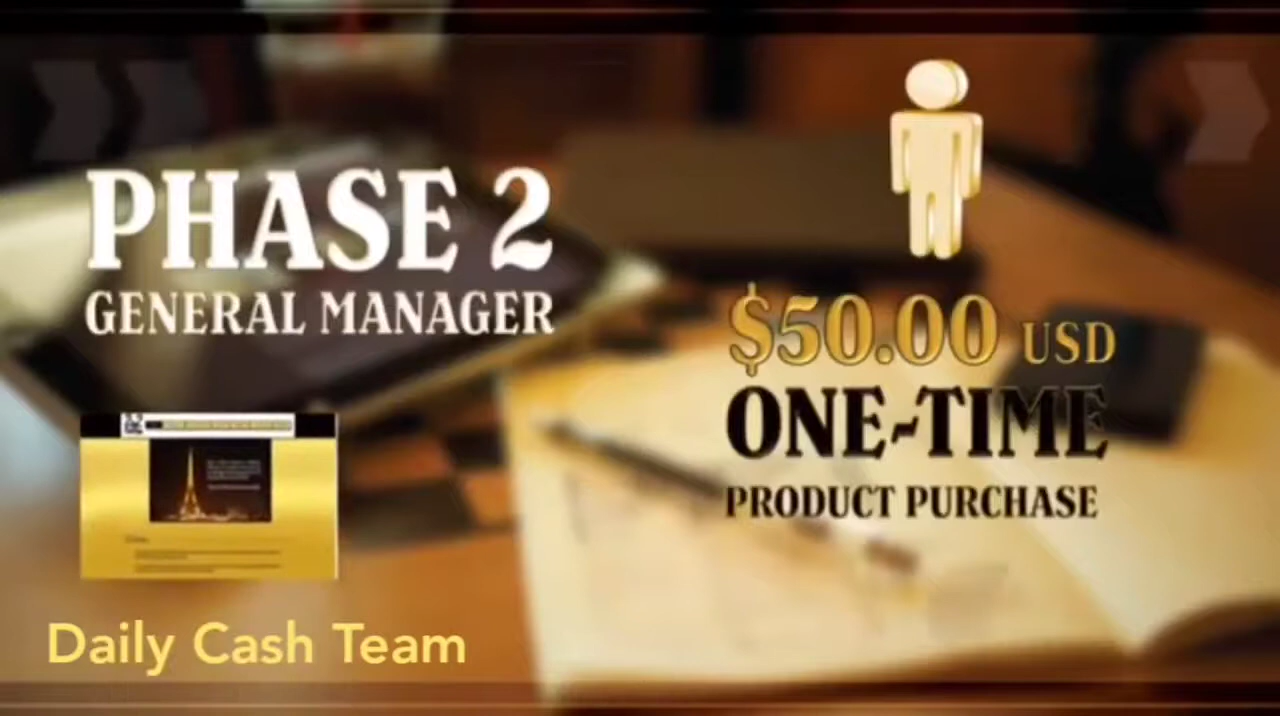 PHASE 2
GENERAL MANAGER
$50.00 USD
ONE~TIME
PRODUCT PURCHASE
Daily Cash Team